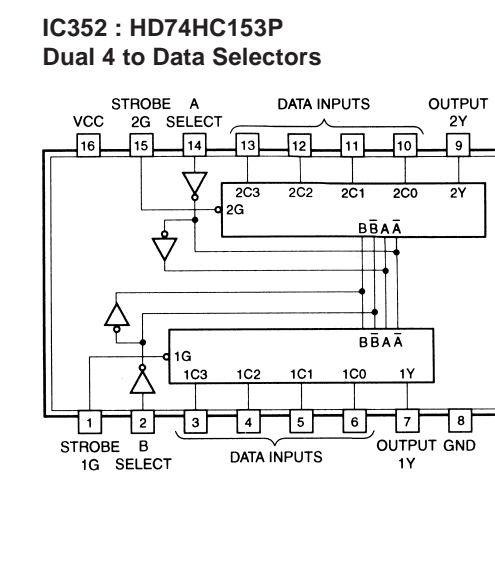 IC352 : HD74HC153P
Dual 4 to Data Selectors
STROBE A DATA INPUTS OUTPUT
VCC 2G SELECT 2Y
16 15 14 13 12 11 10 9
2C3 2C2 2C1 2C0 2Y
2G
B B̅ A A̅
B B̅ A A̅
1G
1C3 1C2 1C1 1C0 1Y
1 2 3 4 5 6 7 8
STROBE B DATA INPUTS OUTPUT GND
1G SELECT 1Y